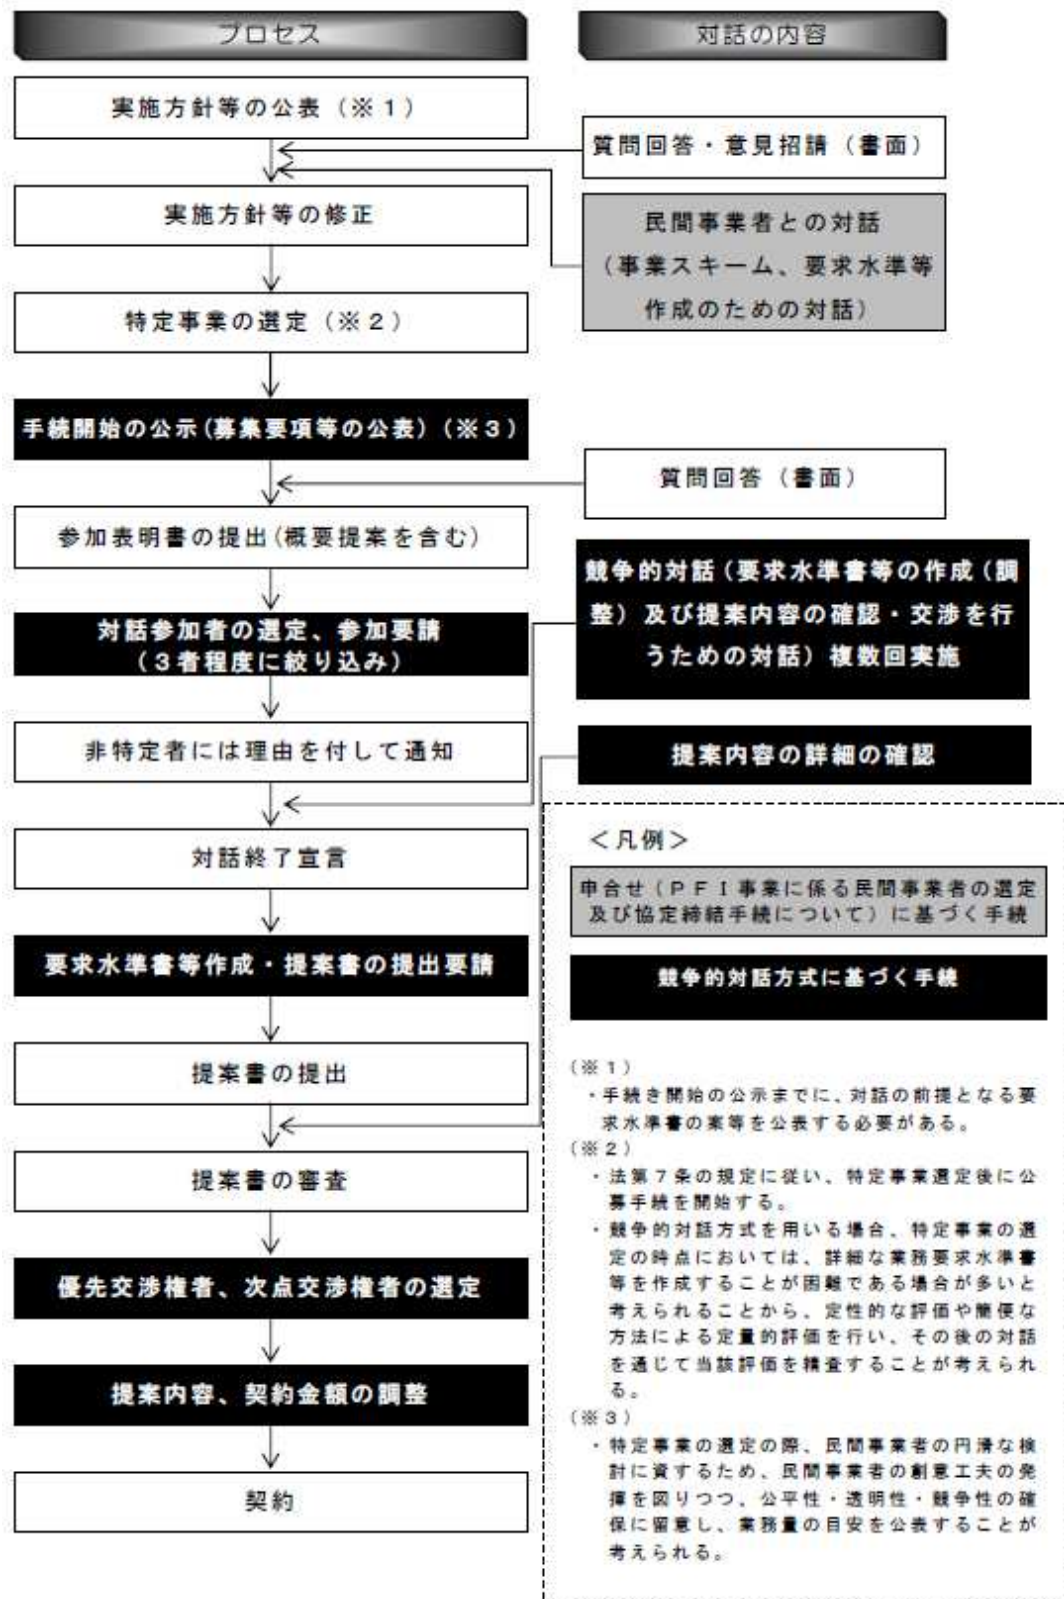 プロセス
実施方針等の公表（※１）
実施方針等の修正
特定事業の選定（※２）
手続開始の公示(募集要項等の公表)（※３）
参加表明書の提出(概要提案を含む)
対話参加者の選定、参加要請
（３者程度に絞り込み）
非特定者には理由を付して通知
対話終了宣言
要求水準書等作成・提案書の提出要請
提案書の提出
提案書の審査
優先交渉権者、次点交渉権者の選定
提案内容、契約金額の調整
契約
対話の内容
質問回答・意見招請（書面）
民間事業者との対話
（事業スキーム、要求水準等
作成のための対話）
質問回答（書面）
競争的対話（要求水準書等の作成（調
整）及び提案内容の確認・交渉を行
うための対話）複数回実施
提案内容の詳細の確認
＜凡例＞
申合せ（ＰＦＩ事業に係る民間事業者の選定
及び協定締結手続について）に基づく手続
競争的対話方式に基づく手続
（※１）
・手続き開始の公示までに、対話の前提となる要
求水準書の案等を公表する必要がある。
（※２）
・法第７条の規定に従い、特定事業選定後に公
募手続を開始する。
・競争的対話方式を用いる場合、特定事業の選
定の時点においては、詳細な業務要求水準書
等を作成することが困難である場合が多いと
考えられることから、定性的な評価や簡便な
方法による定量的評価を行い、その後の対話
を通じて当該評価を精査することが考えられ
る。
（※３）
・特定事業の選定の際、民間事業者の円滑な検
討に資するため、民間事業者の創意工夫の発
揮を図りつつ、公平性・透明性・競争性の確
保に留意し、業務量の目安を公表することが
考えられる。